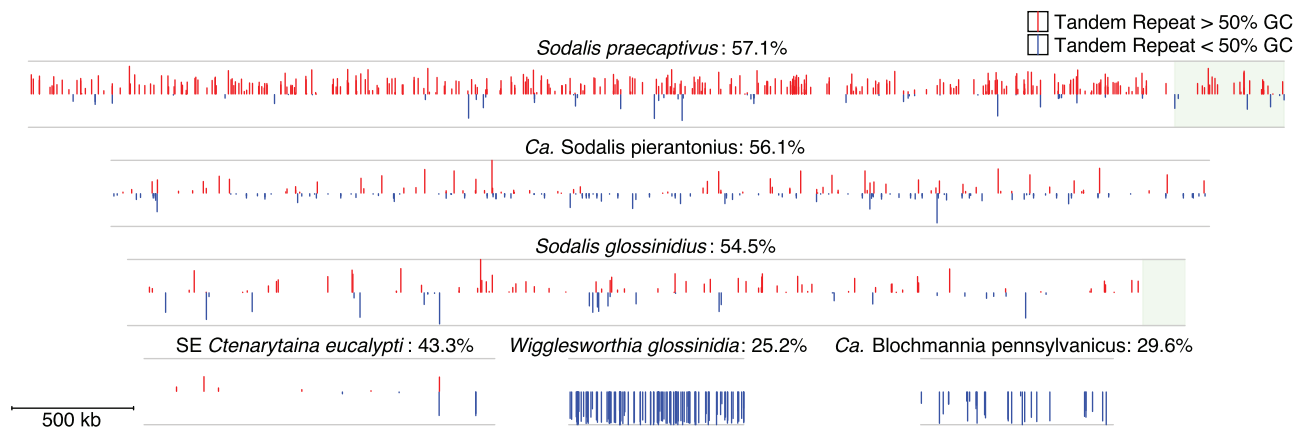 Tandem Repeat > 50% GC
Tandem Repeat < 50% GC
Sodalis praecaptivus: 57.1%
Ca. Sodalis pierantonius: 56.1%
Sodalis glossinidius: 54.5%
SE Ctenarytaina eucalypti: 43.3%
Wigglesworthia glossinidia: 25.2%
Ca. Blochmannia pennsylvanicus: 29.6%
500 kb